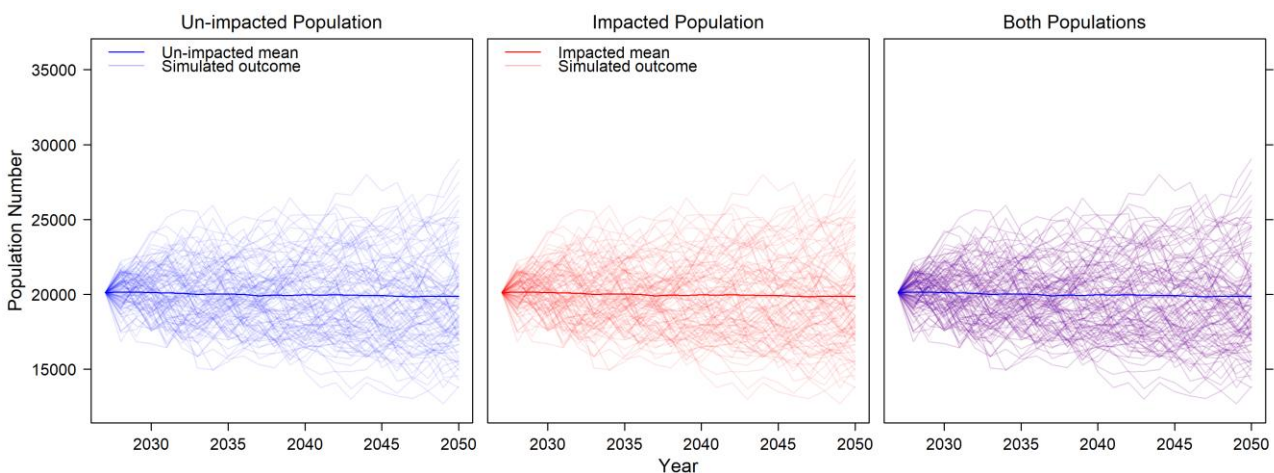 Un-impacted Population
Impacted Population
Both Populations
Un-impacted mean
Simulated outcome
Impacted mean
Simulated outcome
Population Number
35000
30000
25000
20000
15000
2030 2035 2040 2045 2050
2030 2035 2040 2045 2050
2030 2035 2040 2045 2050
Year